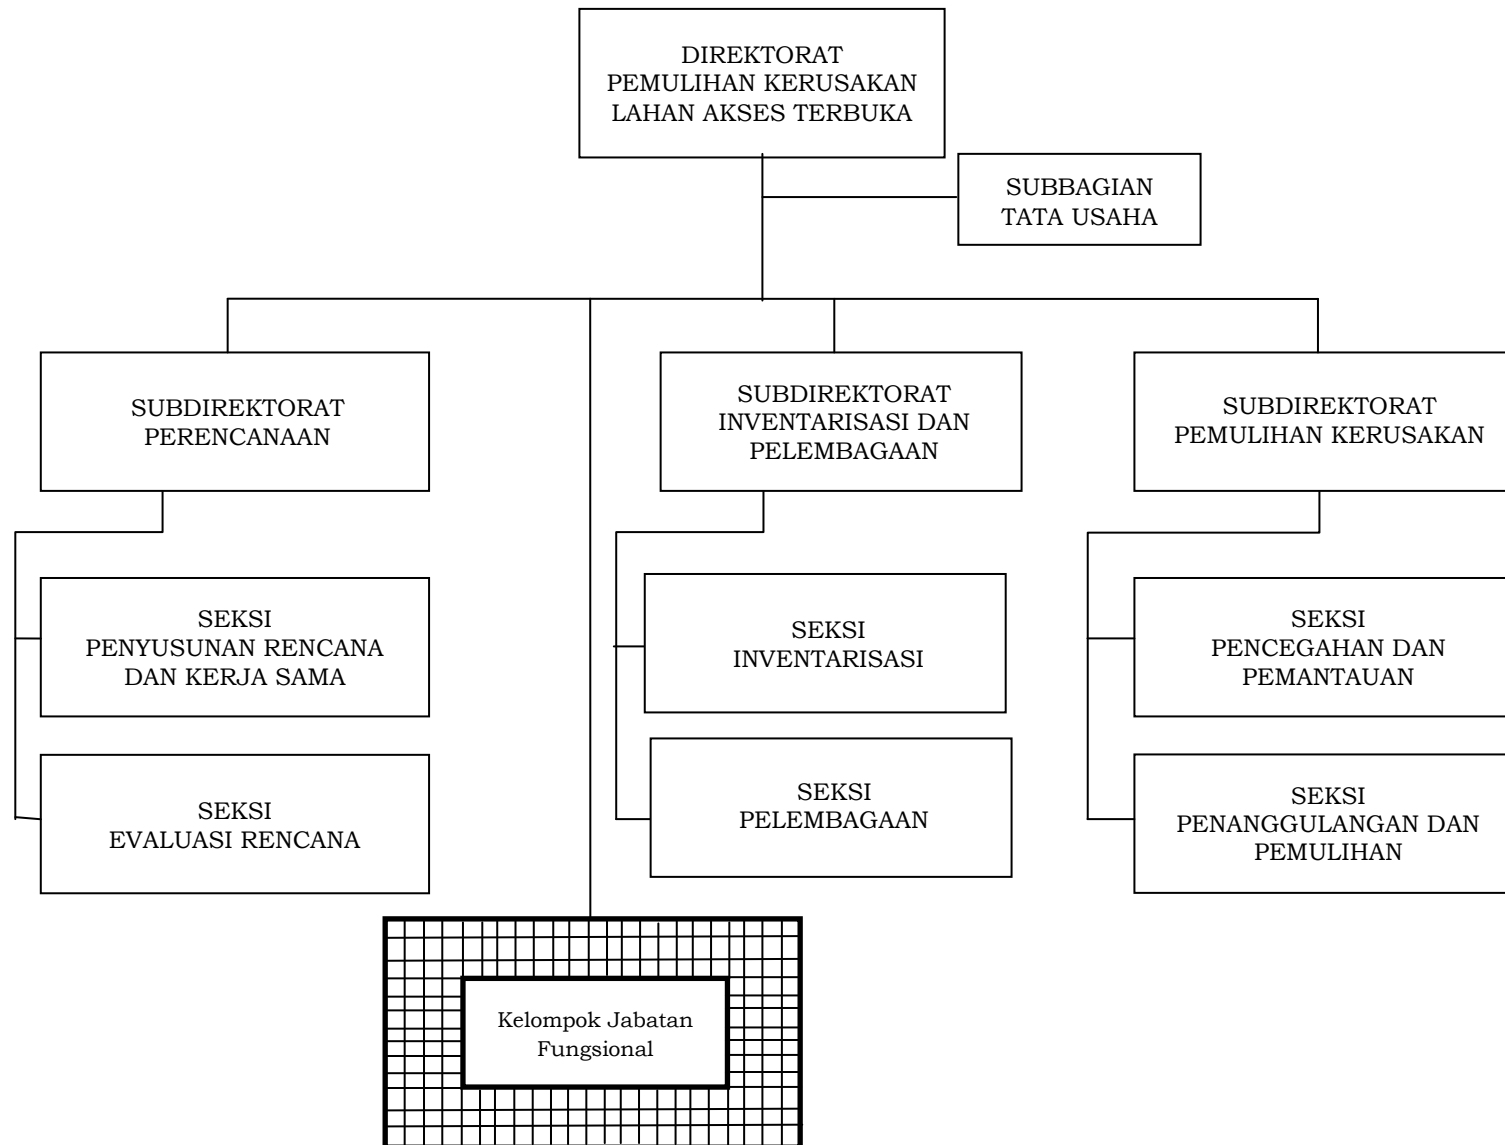 DIREKTORAT
PEMULIHAN KERUSAKAN
LAHAN AKSES TERBUKA
SUBBAGIAN
TATA USAHA
SUBDIREKTORAT
PERENCANAAN
SUBDIREKTORAT
INVENTARISASI DAN
PELEMBAGAAN
SUBDIREKTORAT
PEMULIHAN KERUSAKAN
SEKSI
PENYUSUNAN RENCANA
DAN KERJA SAMA
SEKSI
INVENTARISASI
SEKSI
PENCEGAHAN DAN
PEMANTAUAN
SEKSI
EVALUASI RENCANA
SEKSI
PELEMBAGAAN
SEKSI
PENANGGULANGAN DAN
PEMULIHAN
Kelompok Jabatan
Fungsional